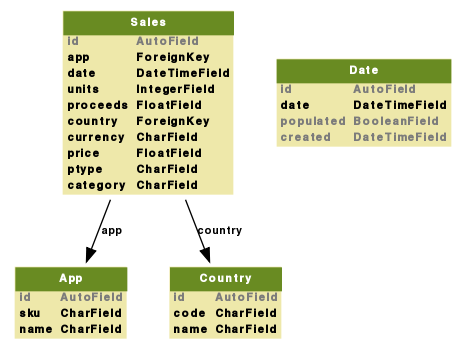 Sales
id AutoField
app ForeignKey
date DateTimeField
units IntegerField
proceeds FloatField
country ForeignKey
currency CharField
price FloatField
ptype CharField
category CharField
Date
id AutoField
date DateTimeField
populated BooleanField
created DateTimeField
app
country
App
id AutoField
sku CharField
name CharField
Country
id AutoField
code CharField
name CharField